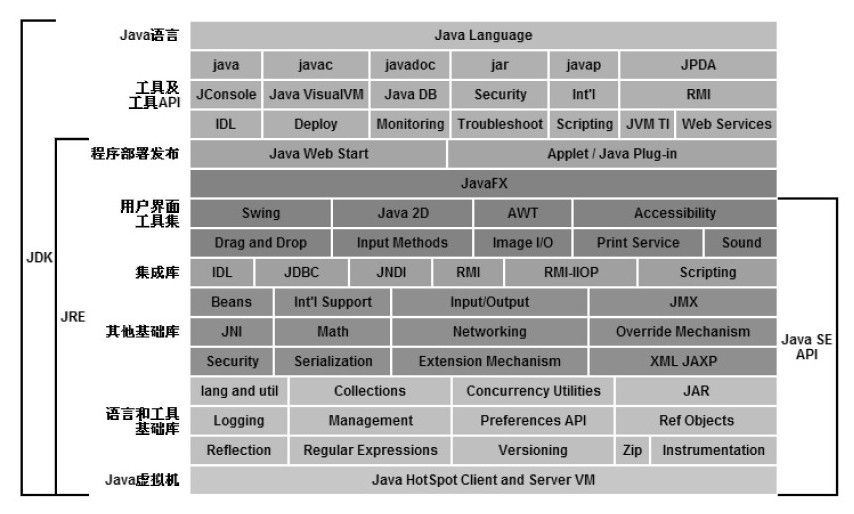 Java语言
Java Language
java javac javadoc jar javap JPDA
工具及
工具API
JConsole Java VisualVM Java DB Security Int'l RMI
IDL Deploy Monitoring Troubleshoot Scripting JVM TI Web Services
程序部署发布
Java Web Start Applet / Java Plug-in
JavaFX
用户界面
工具集
Swing Java 2D AWT Accessibility
Drag and Drop Input Methods Image I/O Print Service Sound
JDK
集成库
IDL JDBC JNDI RMI RMI-IIOP Scripting
Beans Int'l Support Input/Output JMX
JRE
其他基础库
JNI Math Networking Override Mechanism
Java SE
API
Security Serialization Extension Mechanism XML JAXP
lang and util Collections Concurrency Utilities JAR
语言和工具
基础库
Logging Management Preferences API Ref Objects
Reflection Regular Expressions Versioning Zip Instrumentation
Java虚拟机
Java HotSpot Client and Server VM